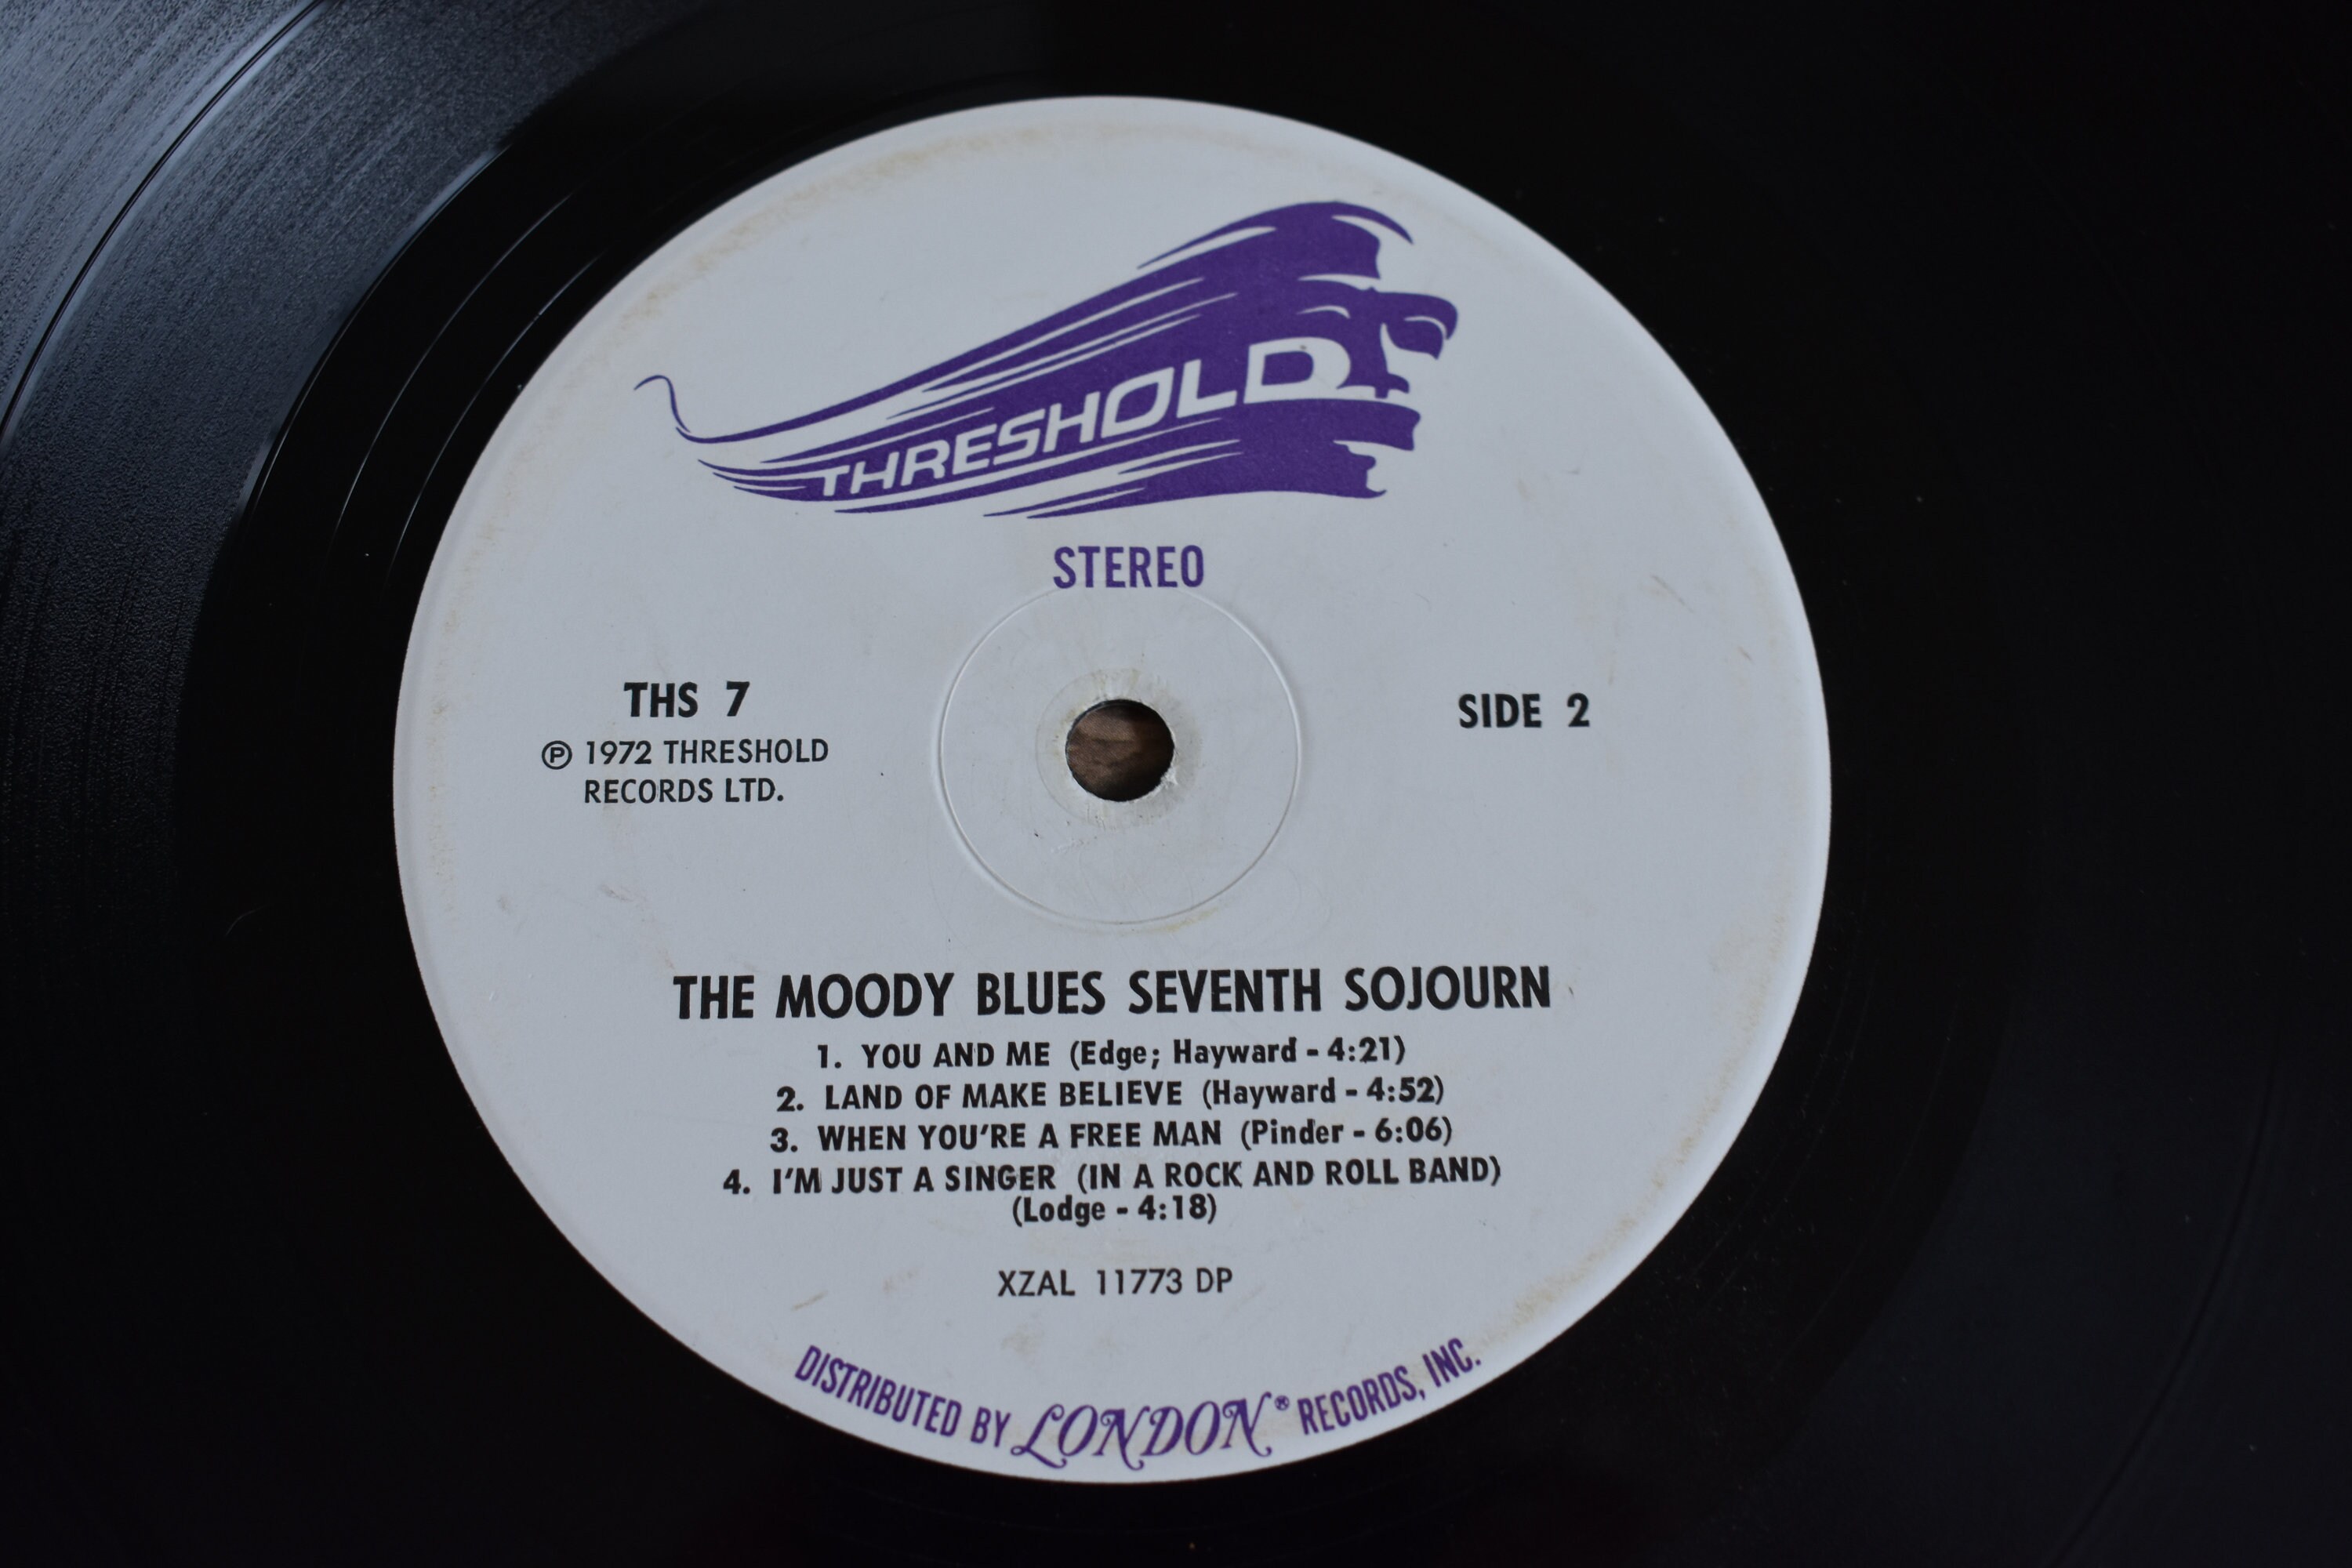 THRESHOLD
STEREO
THS 7
℗ 1972 THRESHOLD
RECORDS LTD.
SIDE 2
THE MOODY BLUES SEVENTH SOJOURN
1. YOU AND ME (Edge; Hayward - 4:21)
2. LAND OF MAKE BELIEVE (Hayward - 4:52)
3. WHEN YOU'RE A FREE MAN (Pinder - 6:06)
4. I'M JUST A SINGER (IN A ROCK AND ROLL BAND)
(Lodge - 4:18)
XZAL 11773 DP
DISTRIBUTED BY LONDON® RECORDS, INC.